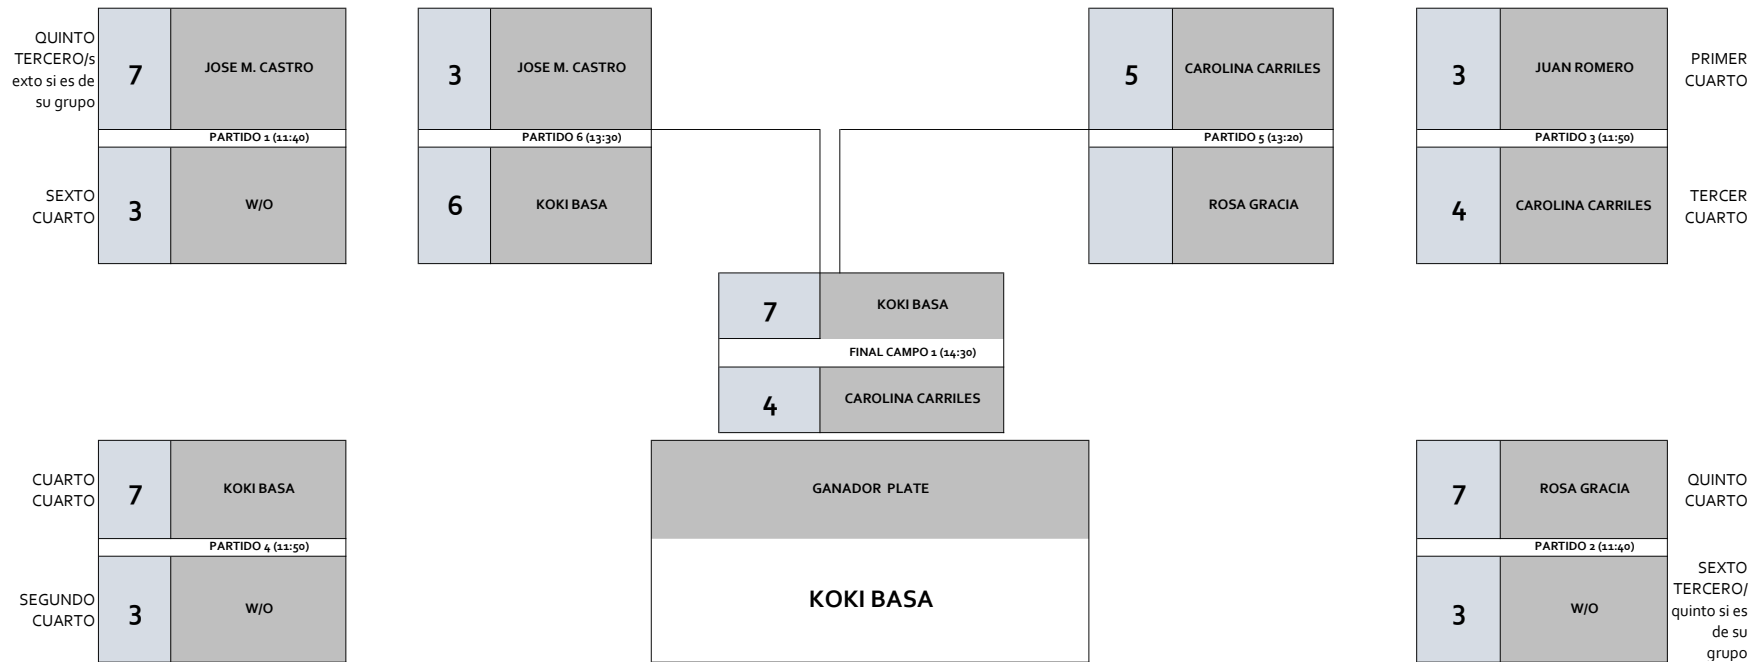 QUINTO
TERCERO/s
exto si es de
su grupo
7
JOSE M. CASTRO
PARTIDO 1 (11:40)
SEXTO
CUARTO
3
W/O
3
JOSE M. CASTRO
PARTIDO 6 (13:30)
6
KOKI BASA
5
CAROLINA CARRILES
PARTIDO 5 (13:20)
ROSA GRACIA
3
JUAN ROMERO
PRIMER
CUARTO
PARTIDO 3 (11:50)
4
CAROLINA CARRILES
TERCER
CUARTO
7
KOKI BASA
FINAL CAMPO 1 (14:30)
4
CAROLINA CARRILES
CUARTO
CUARTO
7
KOKI BASA
PARTIDO 4 (11:50)
SEGUNDO
CUARTO
3
W/O
GANADOR PLATE
KOKI BASA
7
ROSA GRACIA
QUINTO
CUARTO
PARTIDO 2 (11:40)
3
W/O
SEXTO
TERCERO/
quinto si es
de su
grupo